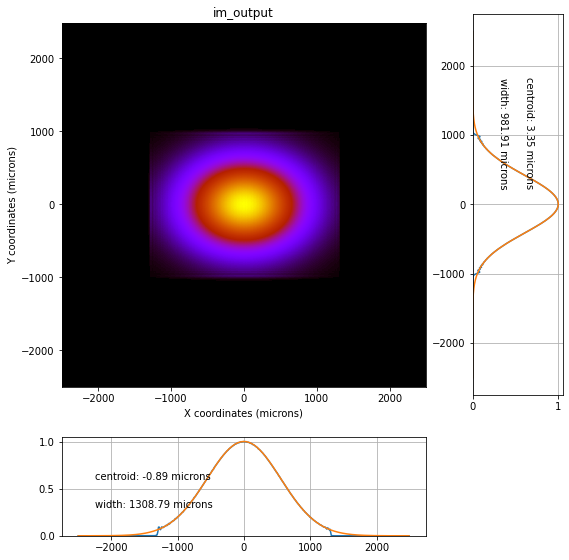 im_output
2000
1000
0
−1000
−2000
Y coordinates (microns)
−2000 −1000 0 1000 2000
X coordinates (microns)
2000
1000
0
−1000
−2000
0 1
centroid: 3.35 microns
width: 981.91 microns
1.0
0.5
0.0
centroid: -0.89 microns
width: 1308.79 microns
−2000 −1000 0 1000 2000